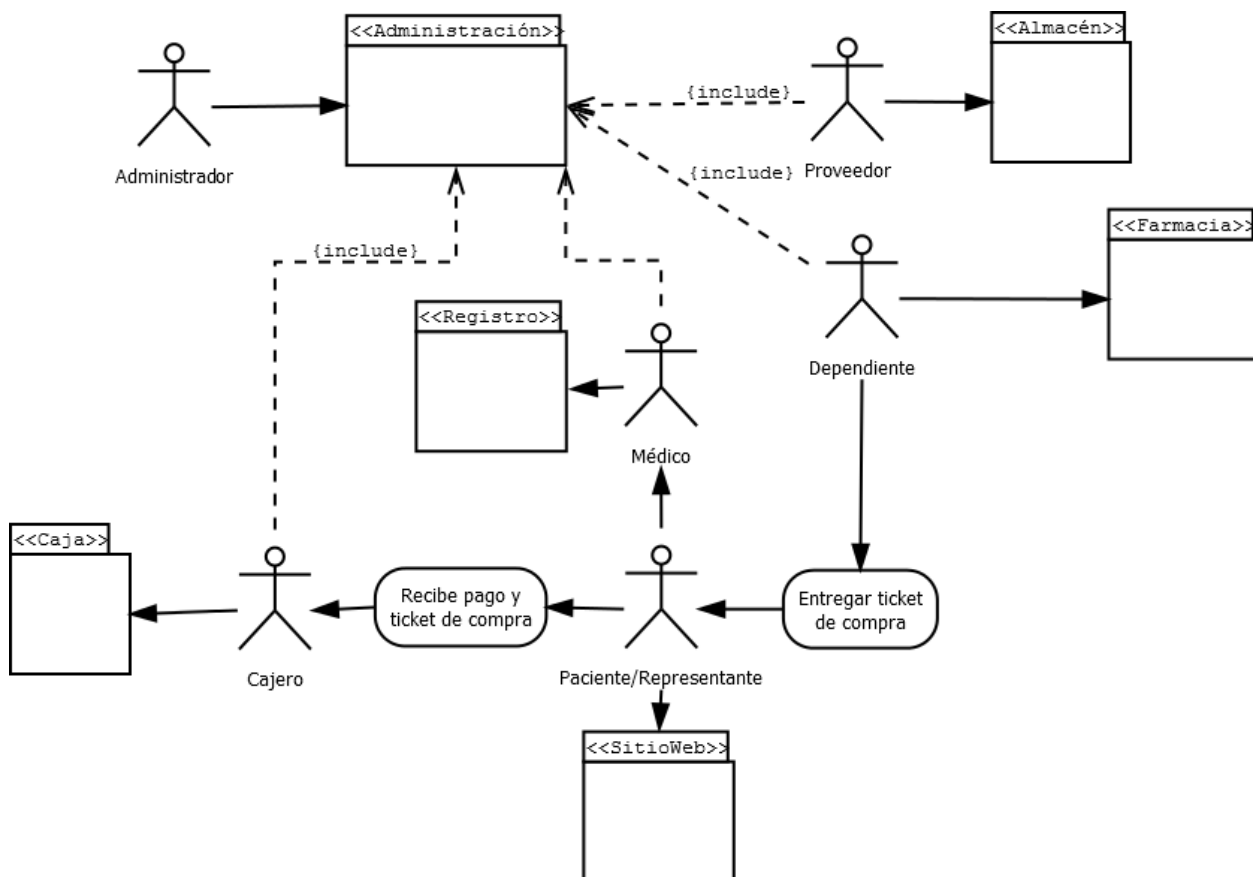 <<Administración>>
<<Almacén>>
{include}
Administrador
{include}
Proveedor
<<Farmacia>>
{include}
<<Registro>>
Dependiente
Médico
<<Caja>>
Recibe pago y
ticket de compra
Entregar ticket
de compra
Cajero
Paciente/Representante
<<SitioWeb>>